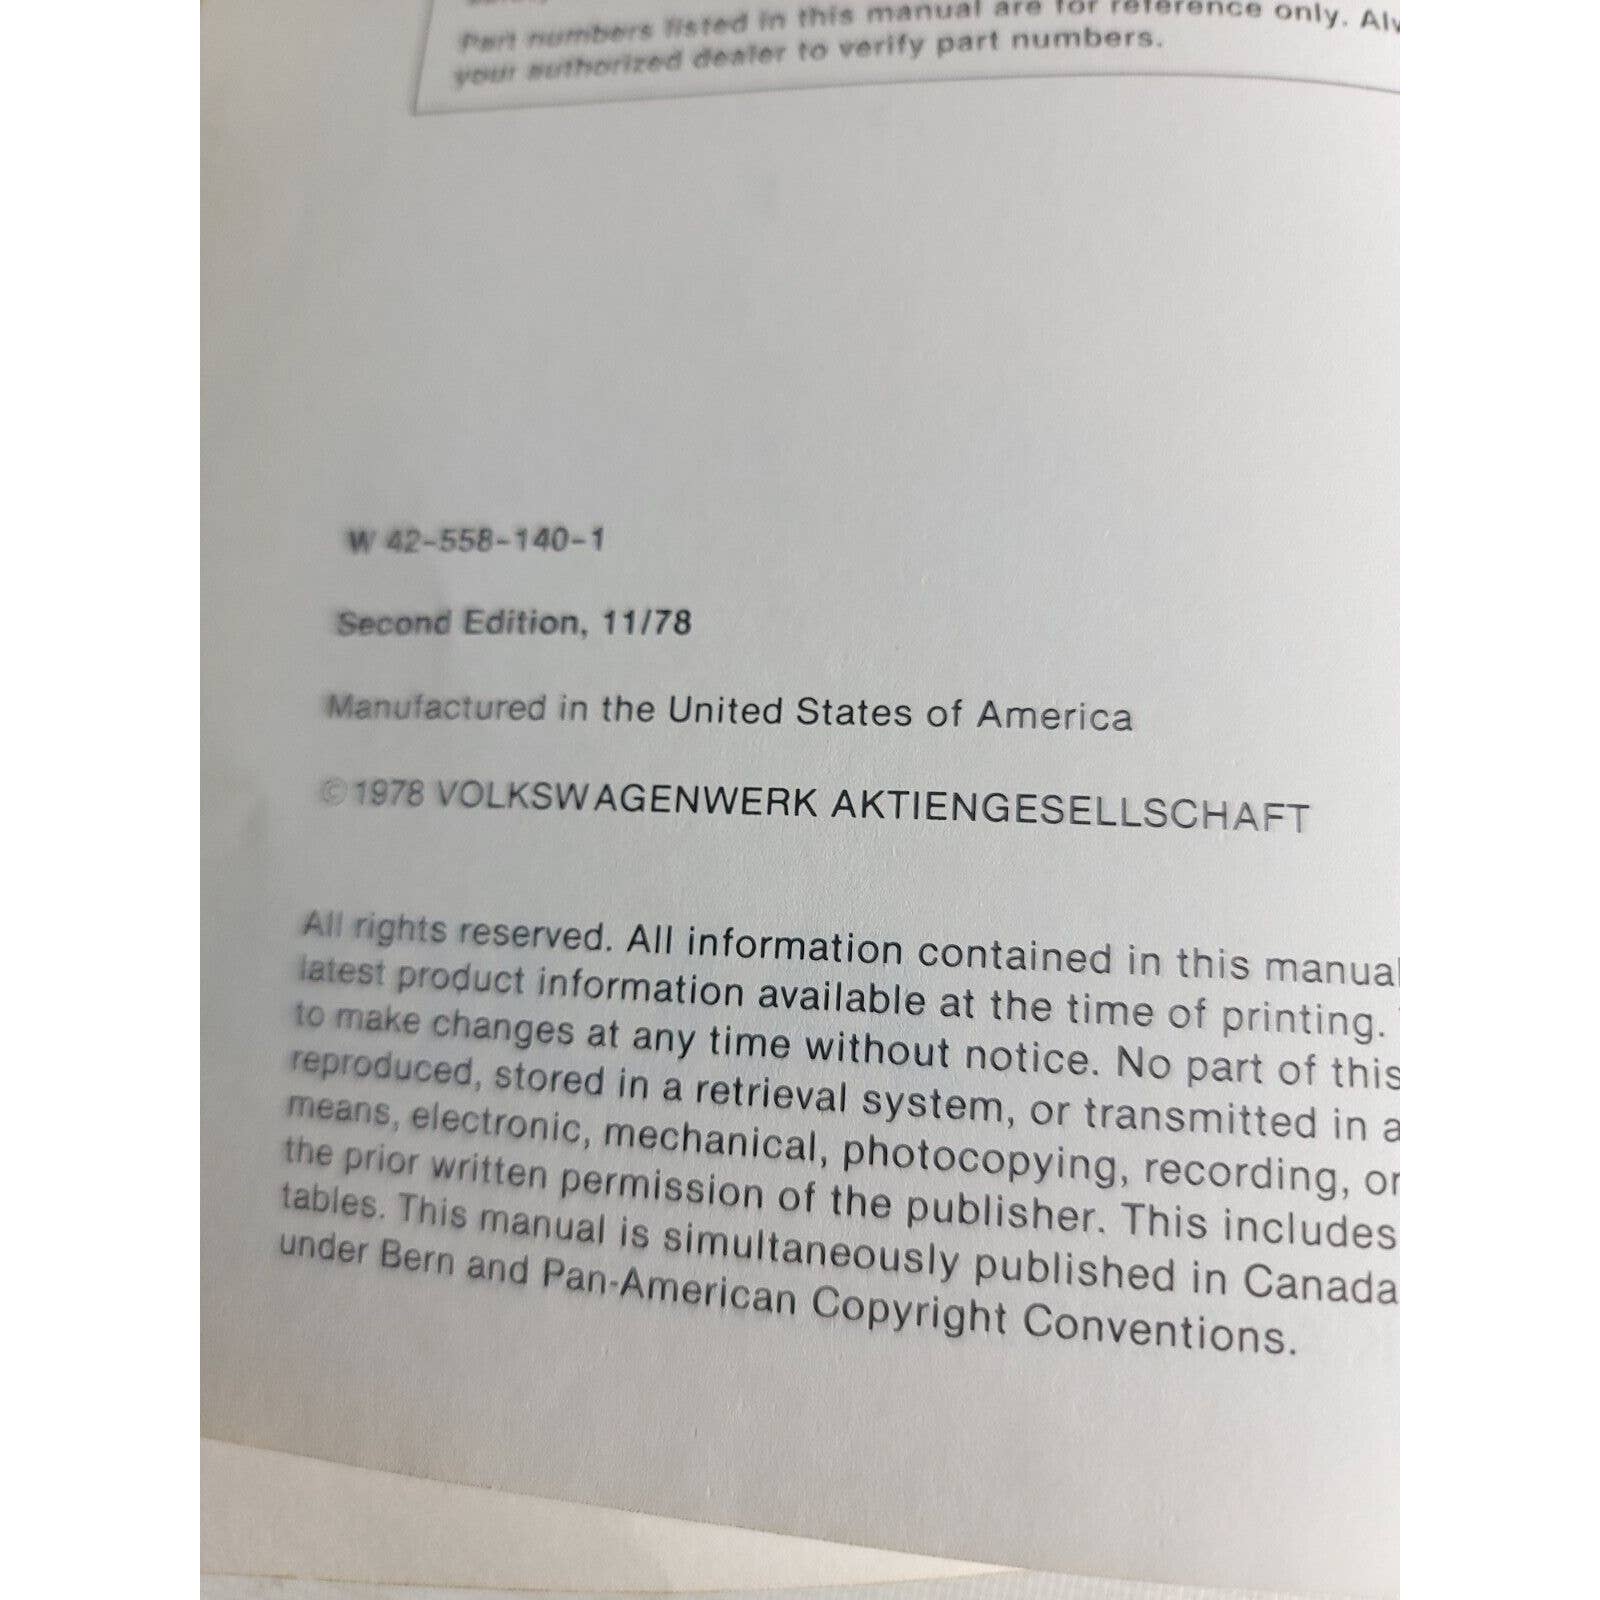 Part numbers listed in this manual are for reference only.
your authorized dealer to verify part numbers.
W 42-558-140-1
Second Edition, 11/78
Manufactured in the United States of America
©1978 VOLKSWAGENWERK AKTIENGESELLSCHAFT
All rights reserved. All information contained in this manual
latest product information available at the time of printing.
to make changes at any time without notice. No part of this
reproduced, stored in a retrieval system, or transmitted in a
means, electronic, mechanical, photocopying, recording, or
the prior written permission of the publisher. This includes
tables. This manual is simultaneously published in Canada
under Bern and Pan-American Copyright Conventions.